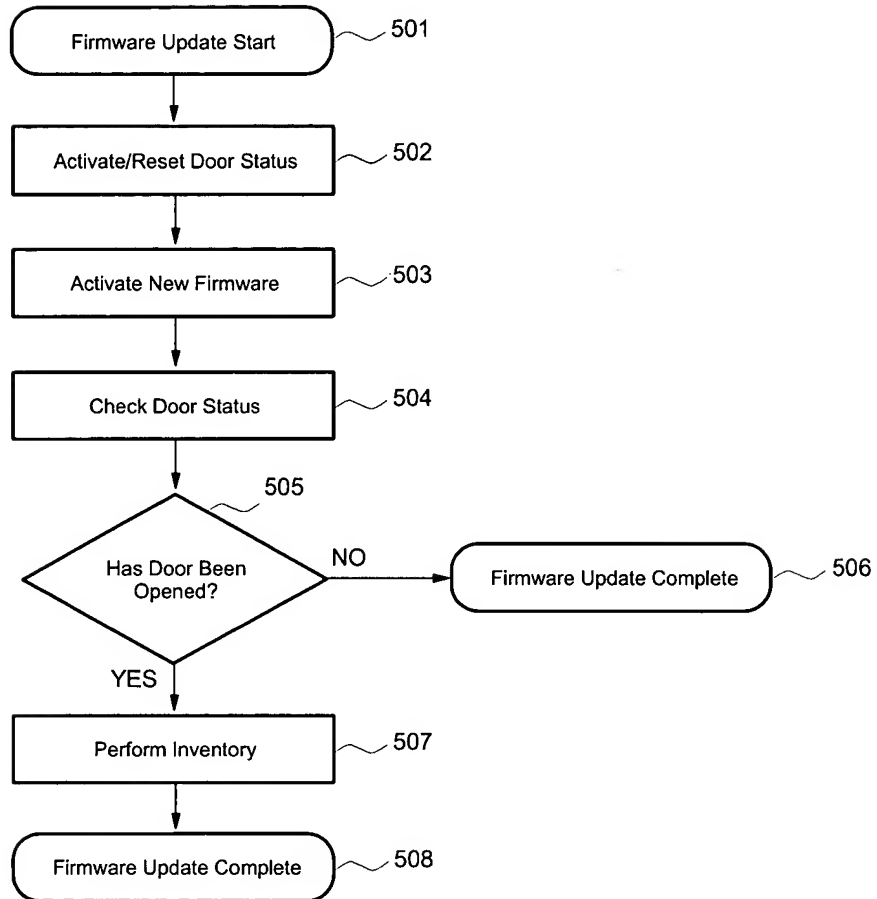 Firmware Update Start
501
Activate/Reset Door Status
502
Activate New Firmware
503
Check Door Status
504
505
Has Door Been
Opened?
NO
Firmware Update Complete
506
YES
Perform Inventory
507
Firmware Update Complete
508